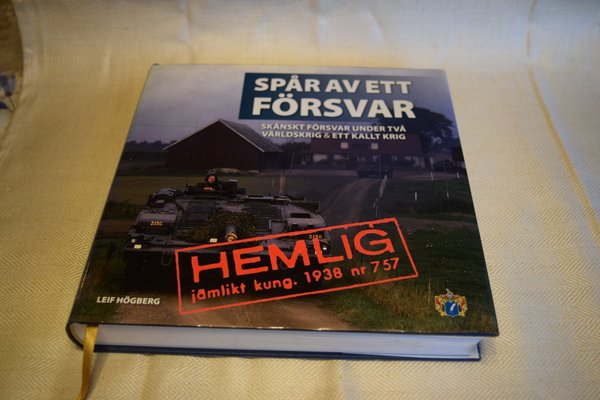 SPÅR AV ETT
FÖRSVAR
SKÅNSKT FÖRSVAR UNDER TVÅ
VÄRLDSKRIG & ETT KALLT KRIG
HEMLIG
jämlikt kung. 1938 nr 757
LEIF HÖGBERG